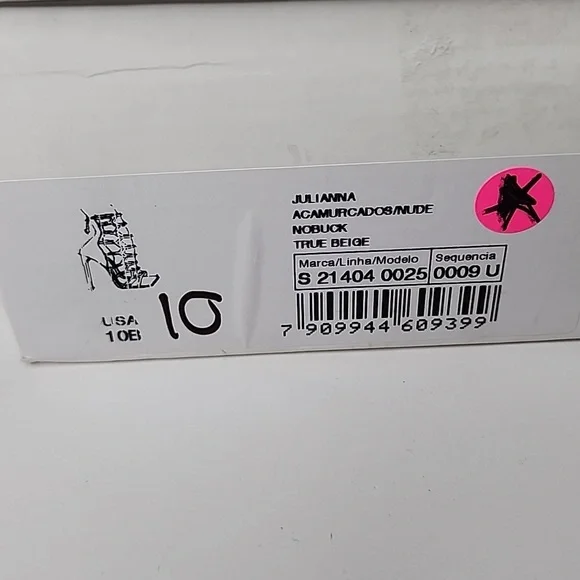 JULIANNA
ACAMURCADOS/NUDE
NOBUCK
TRUE BEIGE
Marca/Linha/Modelo Sequencia
S 21404 0025 0009 U
7 909944 609399
USA
10B
10